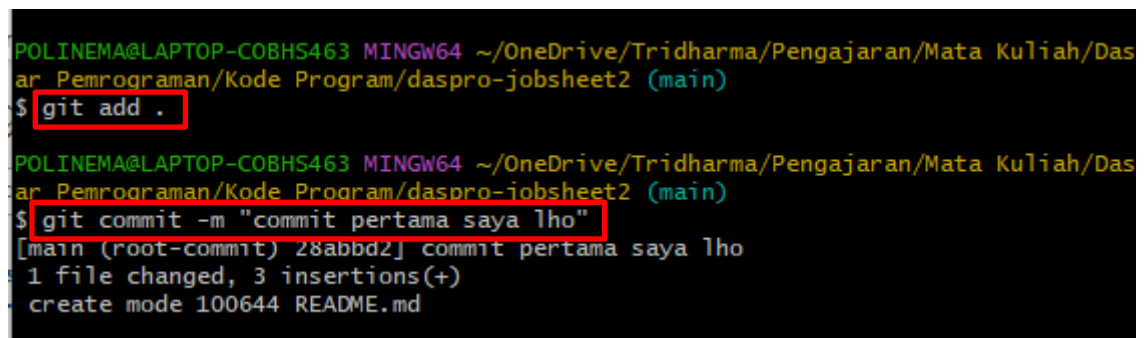 POLINEMA@LAPTOP-COBHS463 MINGW64 ~/OneDrive/Tridharma/Pengajaran/Mata Kuliah/Das
ar Pemrograman/Kode Program/daspro-jobsheet2 (main)
$ git add .
POLINEMA@LAPTOP-COBHS463 MINGW64 ~/OneDrive/Tridharma/Pengajaran/Mata Kuliah/Das
ar Pemrograman/Kode Program/daspro-jobsheet2 (main)
$ git commit -m "commit pertama saya lho"
[main (root-commit) 28abbd2] commit pertama saya lho
1 file changed, 3 insertions(+)
create mode 100644 README.md